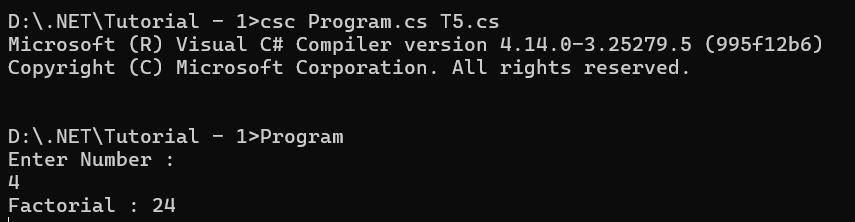 D:\.NET\Tutorial - 1>csc Program.cs T5.cs
Microsoft (R) Visual C# Compiler version 4.14.0-3.25279.5 (995f12b6)
Copyright (C) Microsoft Corporation. All rights reserved.
D:\.NET\Tutorial - 1>Program
Enter Number :
4
Factorial : 24